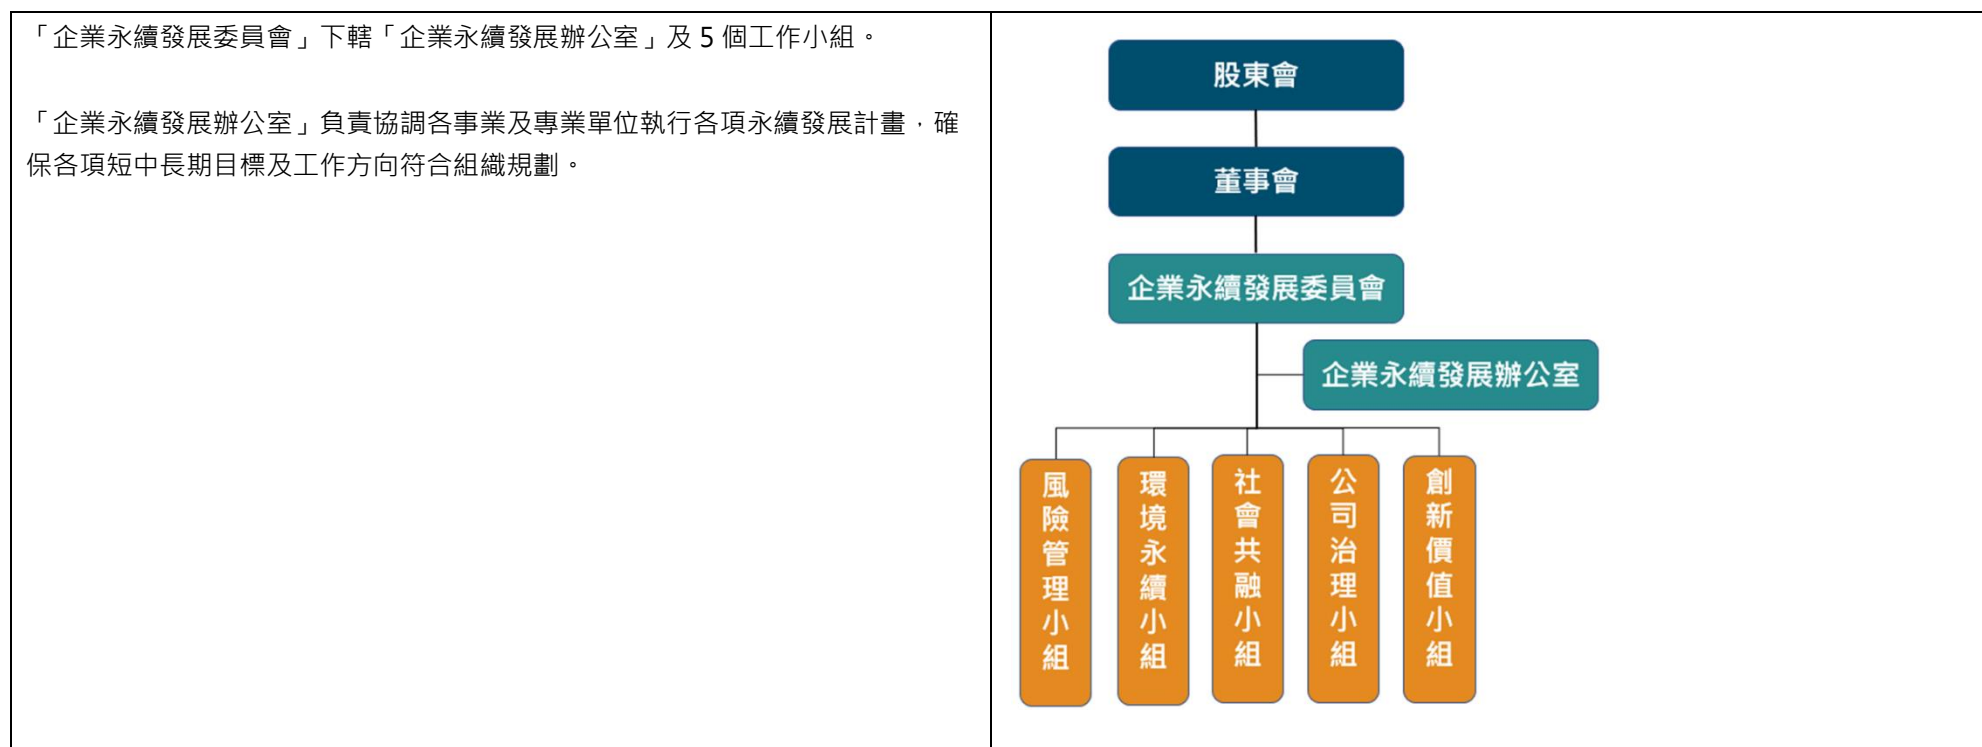 「企業永續發展委員會」下轄「企業永續發展辦公室」及 5 個工作小組。
「企業永續發展辦公室」負責協調各事業及專業單位執行各項永續發展計畫，確
保各項短中長期目標及工作方向符合組織規劃。
股東會
董事會
企業永續發展委員會
企業永續發展辦公室
風險管理小組
環境永續小組
社會共融小組
公司治理小組
創新價值小組